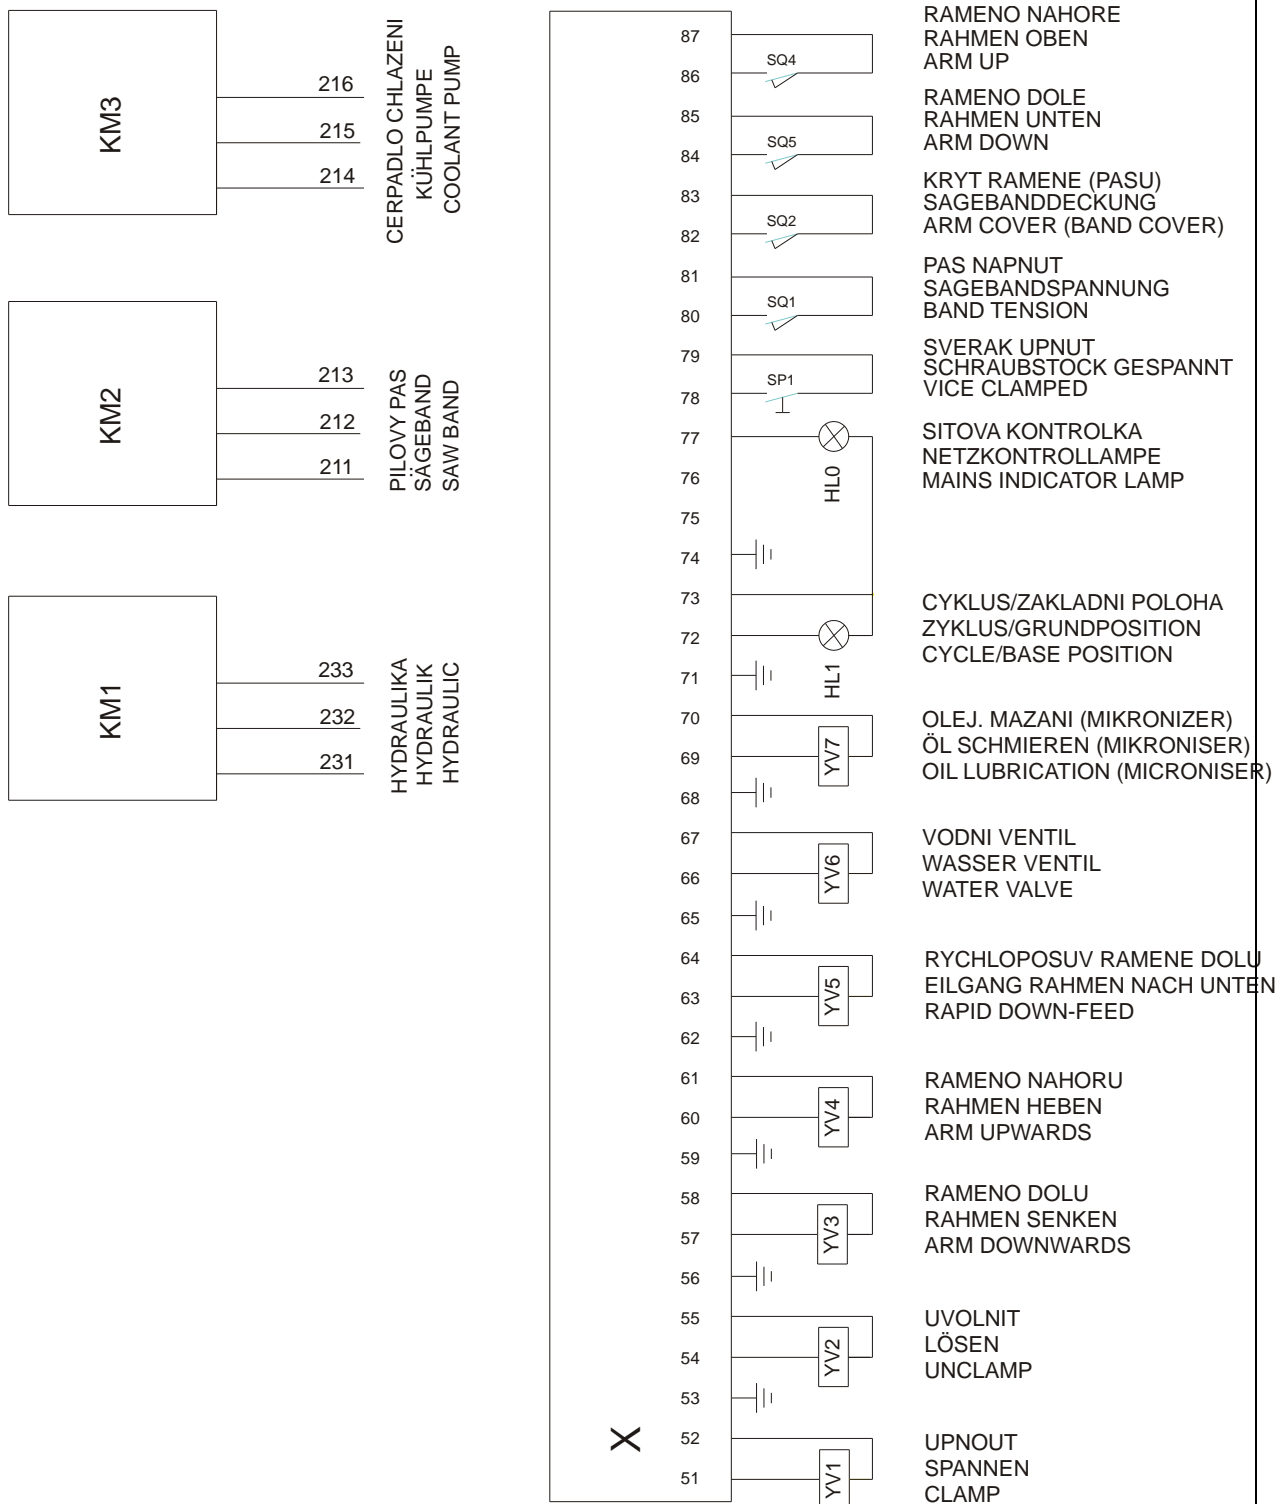 KM3
216
215
214
CERPADLO CHLAZENI
KÜHLPUMPE
COOLANT PUMP
KM2
213
212
211
PILOVY PAS
SÄGEBAND
SAW BAND
KM1
233
232
231
HYDRAULIKA
HYDRAULIK
HYDRAULIC
X
87
86
85
84
83
82
81
80
79
78
77
76
75
74
73
72
71
70
69
68
67
66
65
64
63
62
61
60
59
58
57
56
55
54
53
52
51
SQ4
SQ5
SQ2
SQ1
SP1
HL0
HL1
YV7
YV6
YV5
YV4
YV3
YV2
YV1
RAMENO NAHORE
RAHMEN OBEN
ARM UP
RAMENO DOLE
RAHMEN UNTEN
ARM DOWN
KRYT RAMENE (PASU)
SAGEBANDDECKUNG
ARM COVER (BAND COVER)
PAS NAPNUT
SAGEBANDSPANNUNG
BAND TENSION
SVERAK UPNUT
SCHRAUBSTOCK GESPANNT
VICE CLAMPED
SITOVA KONTROLKA
NETZKONTROLLAMPE
MAINS INDICATOR LAMP
CYKLUS/ZAKLADNI POLOHA
ZYKLUS/GRUNDPOSITION
CYCLE/BASE POSITION
OLEJ. MAZANI (MIKRONIZER)
ÖL SCHMIEREN (MIKRONISER)
OIL LUBRICATION (MICRONISER)
VODNI VENTIL
WASSER VENTIL
WATER VALVE
RYCHLOPOSUV RAMENE DOLU
EILGANG RAHMEN NACH UNTEN
RAPID DOWN-FEED
RAMENO NAHORU
RAHMEN HEBEN
ARM UPWARDS
RAMENO DOLU
RAHMEN SENKEN
ARM DOWNWARDS
UVOLNIT
LÖSEN
UNCLAMP
UPNOUT
SPANNEN
CLAMP